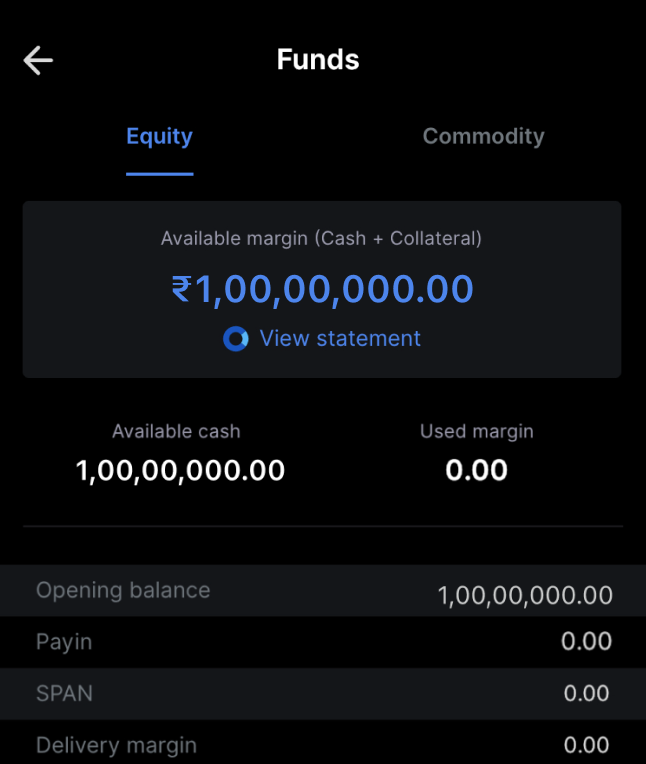 Funds
Equity Commodity
Available margin (Cash + Collateral)
₹1,00,00,000.00
View statement
Available cash Used margin
1,00,00,000.00 0.00
Opening balance 1,00,00,000.00
Payin 0.00
SPAN 0.00
Delivery margin 0.00